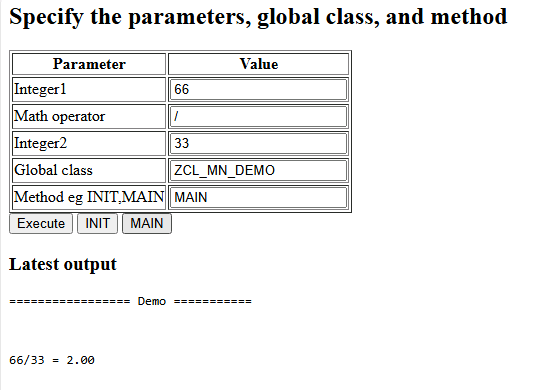 Specify the parameters, global class, and method
Parameter Value
Integer1 66
Math operator /
Integer2 33
Global class ZCL_MN_DEMO
Method eg INIT,MAIN MAIN
Execute INIT MAIN
Latest output
================= Demo ===========
66/33 = 2.00